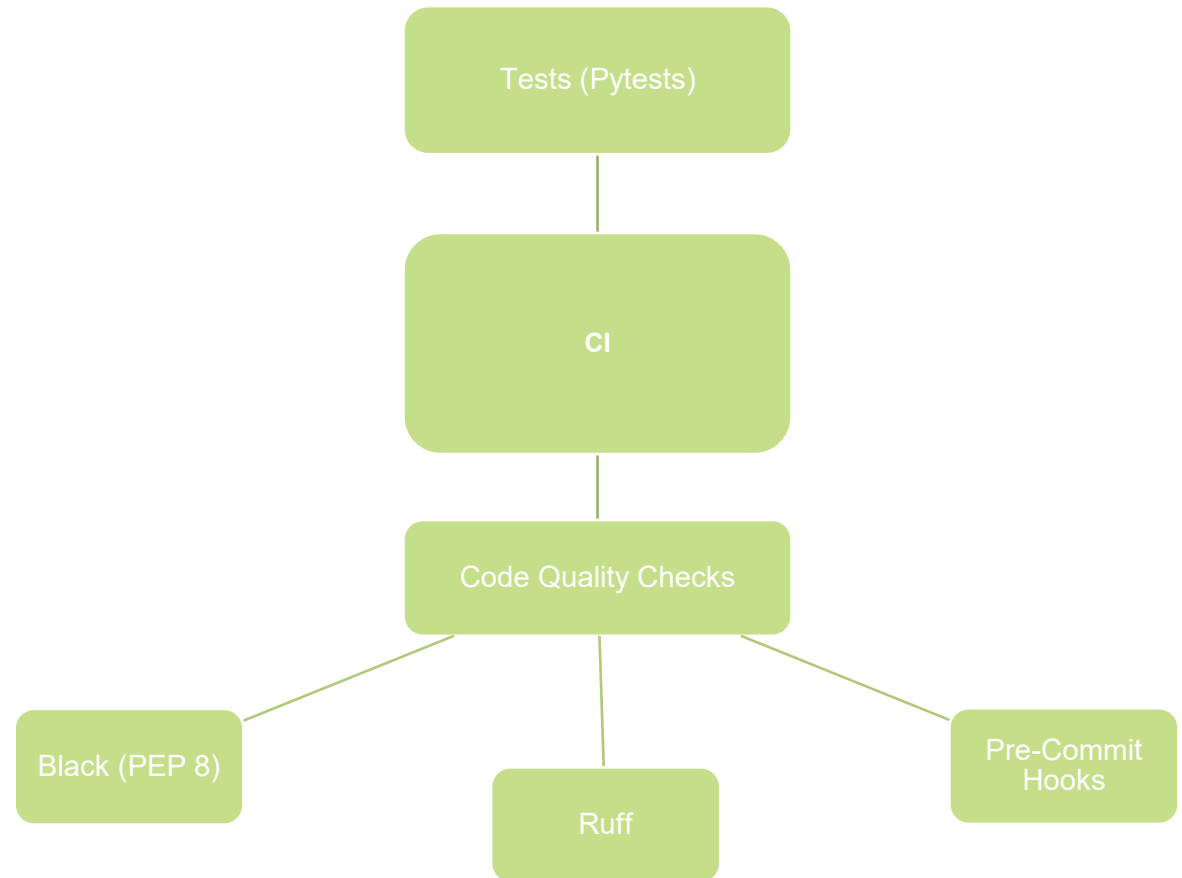 Tests (Pytests)
CI
Code Quality Checks
Black (PEP 8)
Ruff
Pre-Commit
Hooks